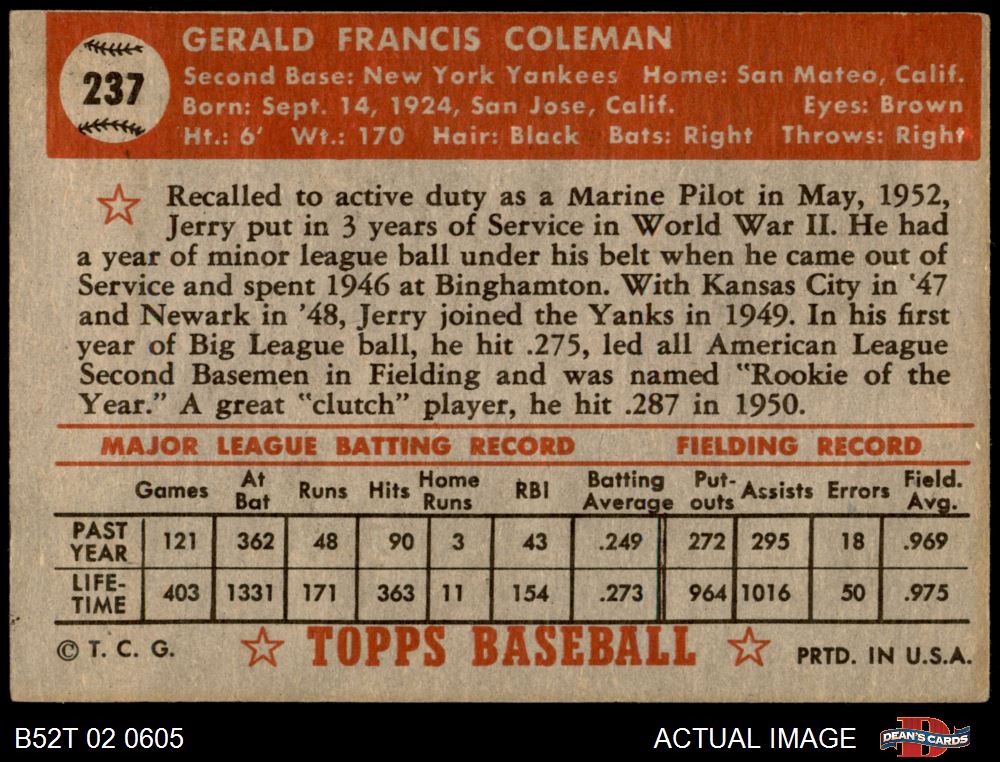 237
GERALD FRANCIS COLEMAN
Second Base: New York Yankees Home: San Mateo, Calif.
Born: Sept. 14, 1924, San Jose, Calif. Eyes: Brown
Ht.: 6' Wt.: 170 Hair: Black Bats: Right Throws: Right
Recalled to active duty as a Marine Pilot in May, 1952,
Jerry put in 3 years of Service in World War II. He had
a year of minor league ball under his belt when he came out of
Service and spent 1946 at Binghamton. With Kansas City in '47
and Newark in '48, Jerry joined the Yanks in 1949. In his first
year of Big League ball, he hit .275, led all American League
Second Basemen in Fielding and was named "Rookie of the
Year." A great "clutch" player, he hit .287 in 1950.
MAJOR LEAGUE BATTING RECORD FIELDING RECORD
Games At Bat Runs Hits Home Runs RBI Batting Average Put-outs Assists Errors Field. Avg.
PAST YEAR 121 362 48 90 3 43 .249 272 295 18 .969
LIFE-TIME 403 1331 171 363 11 154 .273 964 1016 50 .975
© T. C. G. TOPPS BASEBALL PRTD. IN U.S.A.
B52T 02 0605 ACTUAL IMAGE D DEAN'S CARDS